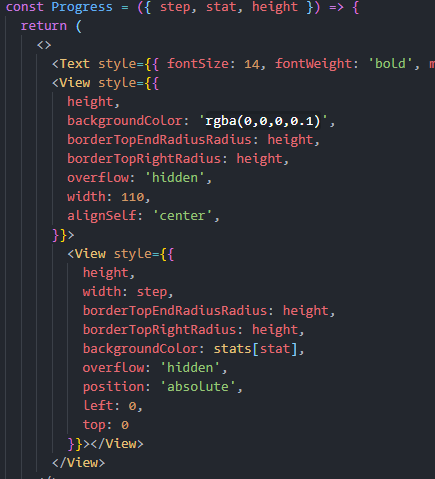 const Progress = ({ step, stat, height }) => {
return (
<>
<Text style={{ fontSize: 14, fontWeight: 'bold',
<View style={{
height,
backgroundColor: 'rgba(0,0,0,0.1)',
borderTopEndRadiusRadius: height,
borderTopRightRadius: height,
overflow: 'hidden',
width: 110,
alignSelf: 'center',
}}>
<View style={{
height,
width: step,
borderTopEndRadiusRadius: height,
borderTopRightRadius: height,
backgroundColor: stats[stat],
overflow: 'hidden',
position: 'absolute',
left: 0,
top: 0
}}></View>
</View>